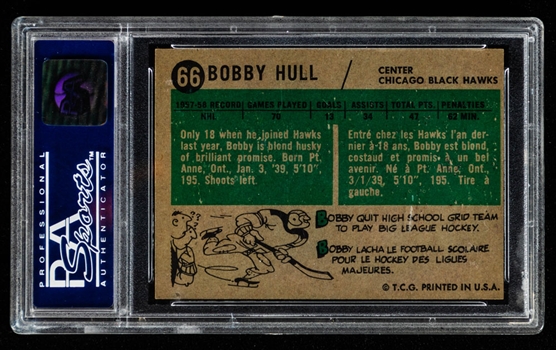 PROFESSIONAL
PSA
Sports™
AUTHENTICATOR
66 BOBBY HULL / CENTER
CHICAGO BLACK HAWKS
1957-58 RECORD GAMES PLAYED GOALS ASSISTS TOTAL PTS. PENALTIES
NHL 70 13 34 47 62 MIN.
Only 18 when he joined Hawks
last year, Bobby is blond husky
of brilliant promise. Born Pt.
Anne, Ont., Jan. 3, '39, 5'10",
195. Shoots left.
Entré chez les Hawks l'an der-
nier à-18 ans, Bobby est blond,
costaud et promis à un bel
avenir. Né à Pt. Anne, Ont.,
3/1/39, 5'10", 195. Tire à
gauche.
BOBBY QUIT HIGH SCHOOL GRID TEAM
TO PLAY BIG LEAGUE HOCKEY.
BOBBY LACHA LE FOOTBALL SCOLAIRE
POUR LE HOCKEY DES LIGUES
MAJEURES.
© T.C.G. PRINTED IN U.S.A.